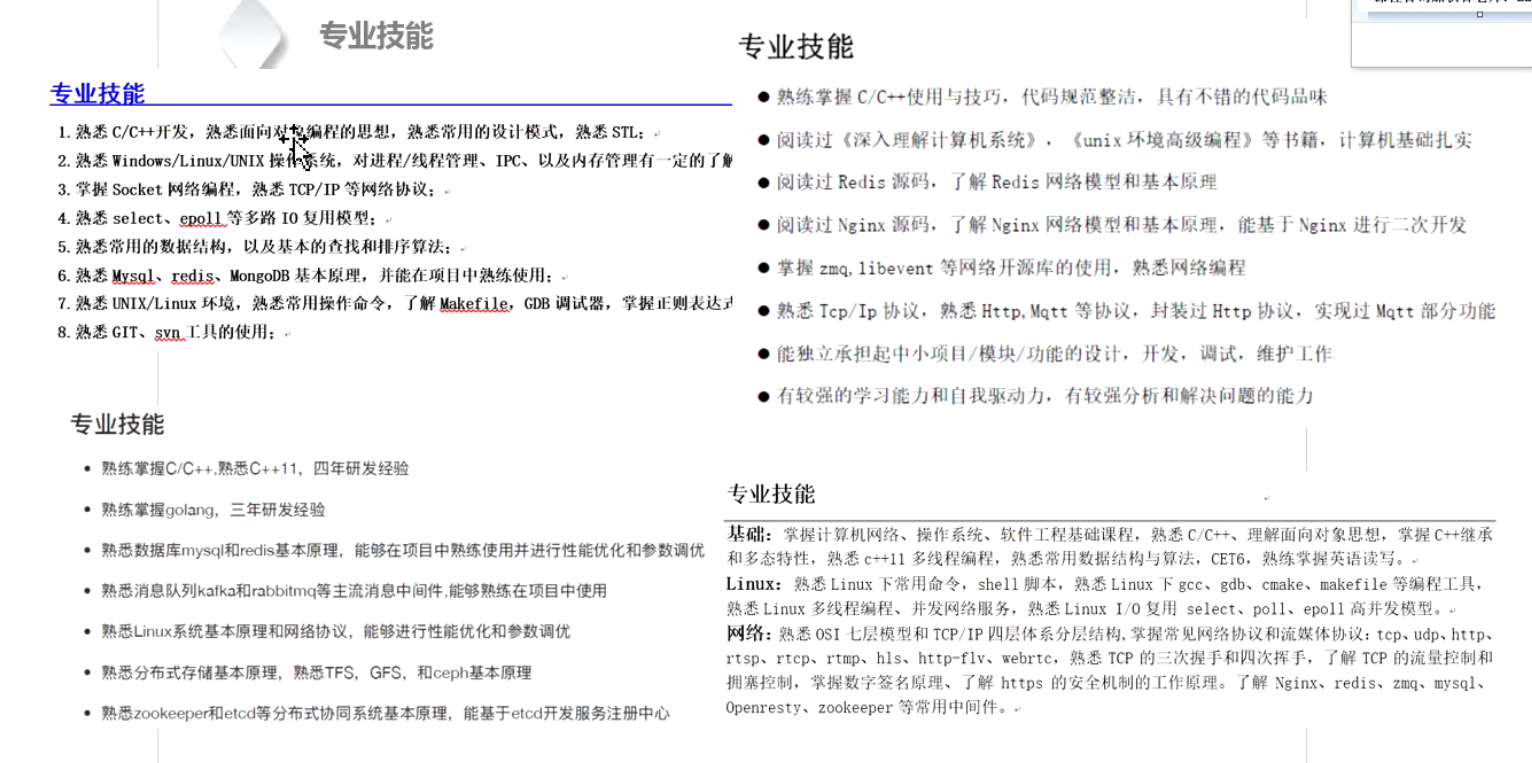 专业技能
专业技能
1. 熟悉 C/C++开发，熟悉面向对象编程的思想，熟悉常用的设计模式，熟悉 STL；
2. 熟悉 Windows/Linux/UNIX 操作系统，对进程/线程管理、IPC、以及内存管理有一定的了解
3. 掌握 Socket 网络编程，熟悉 TCP/IP 等网络协议；
4. 熟悉 select、epoll 等多路 IO 复用模型；
5. 熟悉常用的数据结构，以及基本的查找和排序算法；
6. 熟悉 Mysql、redis、MongoDB 基本原理，并能在项目中熟练使用；
7. 熟悉 UNIX/Linux 环境，熟悉常用操作命令，了解 Makefile，GDB 调试器，掌握正则表达式
8. 熟悉 GIT、svn 工具的使用；
专业技能
● 熟练掌握 C/C++使用与技巧，代码规范整洁，具有不错的代码品味
● 阅读过《深入理解计算机系统》，《unix 环境高级编程》等书籍，计算机基础扎实
● 阅读过 Redis 源码，了解 Redis 网络模型和基本原理
● 阅读过 Nginx 源码，了解 Nginx 网络模型和基本原理，能基于 Nginx 进行二次开发
● 掌握 zmq,libevent 等网络开源库的使用，熟悉网络编程
● 熟悉 Tcp/Ip 协议，熟悉 Http,Mqtt 等协议，封装过 Http 协议，实现过 Mqtt 部分功能
● 能独立承担起中小项目/模块/功能的设计，开发，调试，维护工作
● 有较强的学习能力和自我驱动力，有较强分析和解决问题的能力
专业技能
• 熟练掌握C/C++,熟悉C++11，四年研发经验
• 熟练掌握golang，三年研发经验
• 熟悉数据库mysql和redis基本原理，能够在项目中熟练使用并进行性能优化和参数调优
• 熟悉消息队列kafka和rabbitmq等主流消息中间件,能够熟练在项目中使用
• 熟悉Linux系统基本原理和网络协议，能够进行性能优化和参数调优
• 熟悉分布式存储基本原理，熟悉TFS，GFS，和ceph基本原理
• 熟悉zookeeper和etcd等分布式协同系统基本原理，能基于etcd开发服务注册中心
专业技能
基础：掌握计算机网络、操作系统、软件工程基础课程，熟悉 C/C++、理解面向对象思想，掌握 C++继承
和多态特性，熟悉 c++11 多线程编程，熟悉常用数据结构与算法，CET6，熟练掌握英语读写。
Linux：熟悉 Linux 下常用命令，shell 脚本，熟悉 Linux 下 gcc、gdb、cmake、makefile 等编程工具，
熟悉 Linux 多线程编程、并发网络服务，熟悉 Linux I/O 复用 select、poll、epoll 高并发模型。
网络：熟悉 OSI 七层模型和 TCP/IP 四层体系分层结构,掌握常见网络协议和流媒体协议：tcp、udp、http、
rtsp、rtcp、rtmp、hls、http-flv、webrtc，熟悉 TCP 的三次握手和四次挥手，了解 TCP 的流量控制和
拥塞控制，掌握数字签名原理、了解 https 的安全机制的工作原理。了解 Nginx、redis、zmq、mysql、
Openresty、zookeeper 等常用中间件。